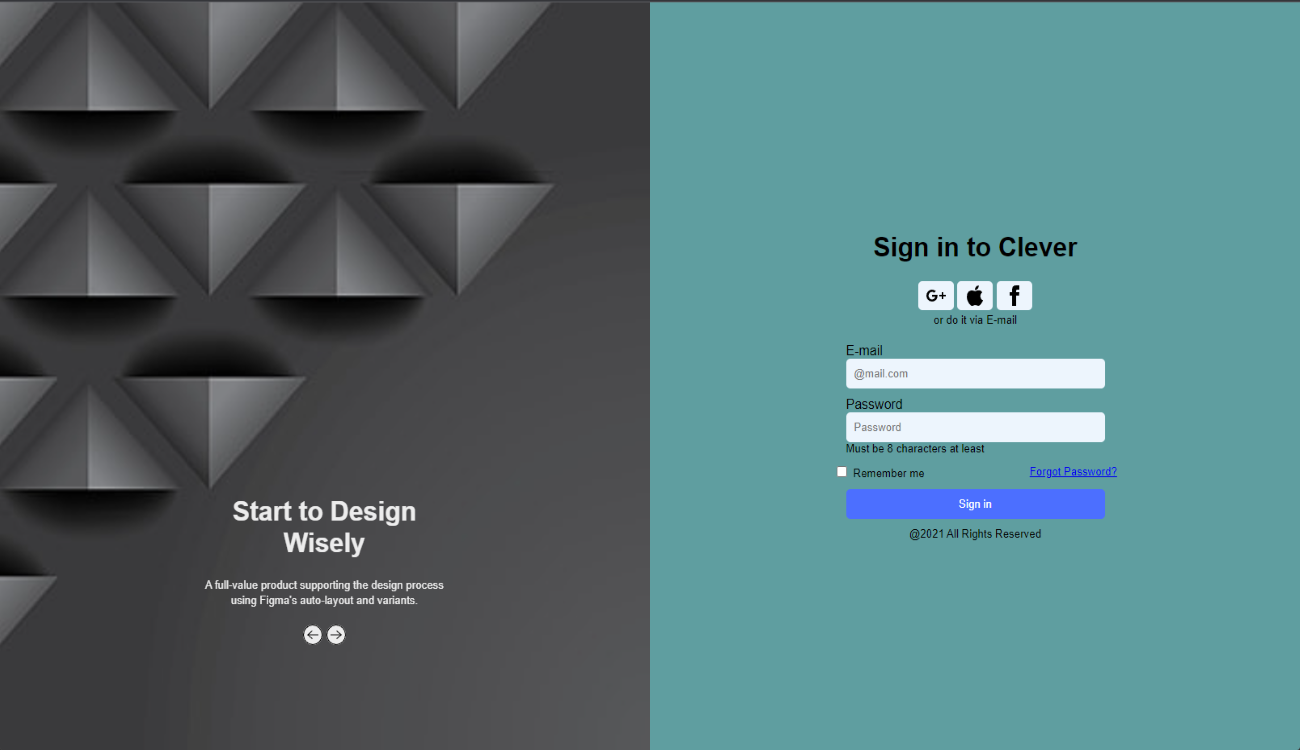 Start to Design
Wisely
A full-value product supporting the design process
using Figma's auto-layout and variants.
Sign in to Clever
G+
or do it via E-mail
E-mail
@mail.com
Password
Password
Must be 8 characters at least
Remember me
Forgot Password?
Sign in
@2021 All Rights Reserved